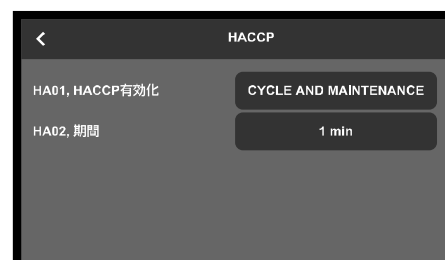 HACCP
HA01, HACCP有効化 CYCLE AND MAINTENANCE
HA02, 期間 1 min